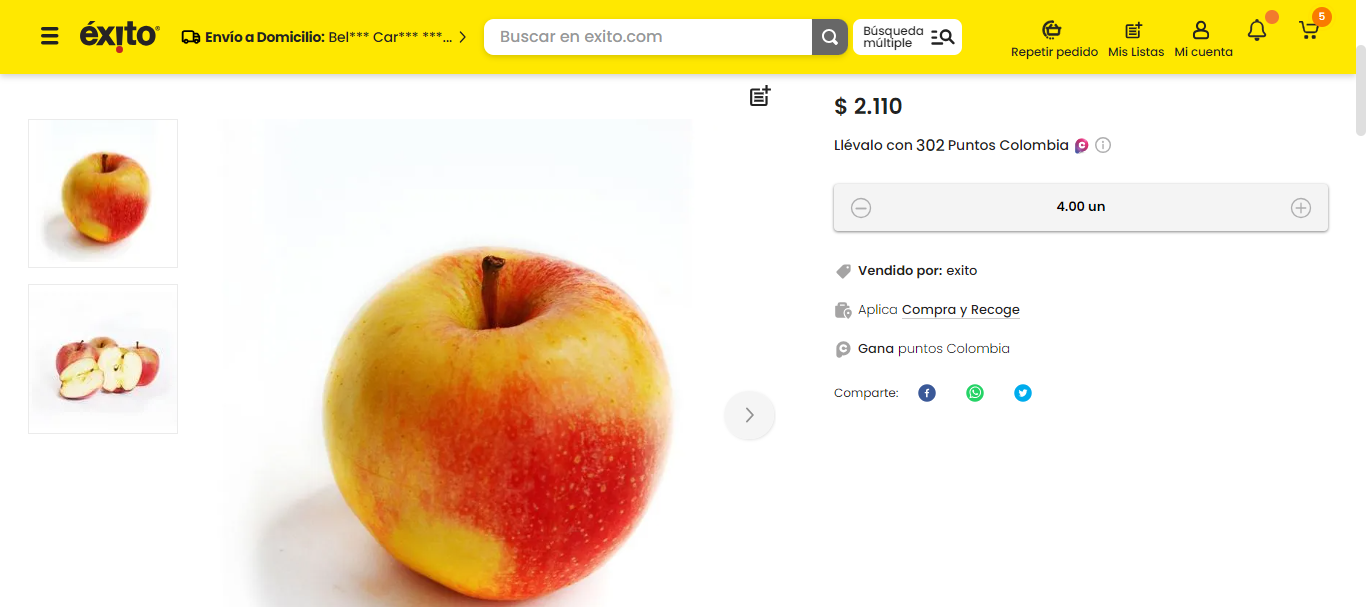 éxito
Envío a Domicilio: Bel*** Car*** ***...
Buscar en exito.com
Búsqueda
múltiple
Repetir pedido
Mis Listas
Mi cuenta
5
$ 2.110
Llévalo con 302 Puntos Colombia
4.00 un
Vendido por: exito
Aplica Compra y Recoge
Gana puntos Colombia
Comparte: